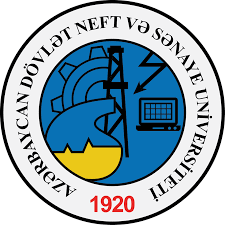 AZƏRBAYCAN DÖVLƏT NEFT VƏ SƏNAYE UNİVERSİTETİ
1920